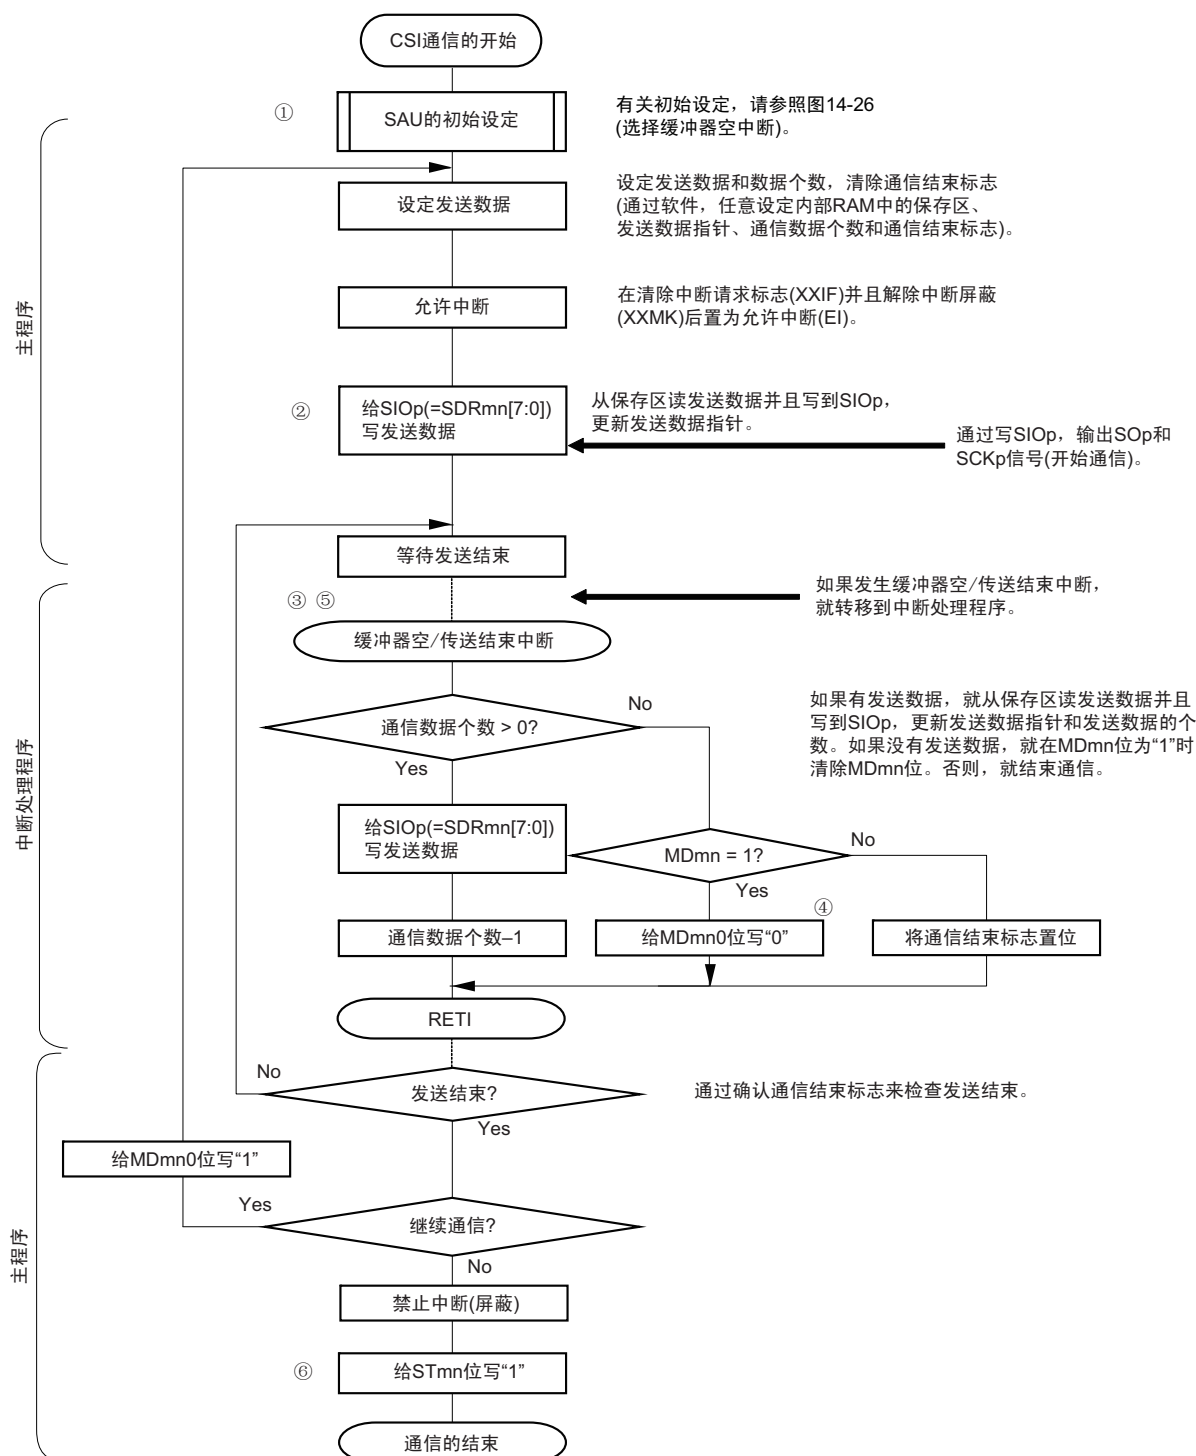 CSI通信的开始
①
SAU的初始设定
有关初始设定，请参照图14-26
(选择缓冲器空中断)。
设定发送数据
设定发送数据和数据个数，清除通信结束标志
(通过软件，任意设定内部RAM中的保存区、
发送数据指针、通信数据个数和通信结束标志)。
主程序
允许中断
在清除中断请求标志(XXIF)并且解除中断屏蔽
(XXMK)后置为允许中断(EI)。
②
给SIOp(=SDRmn[7:0])
写发送数据
从保存区读发送数据并且写到SIOp，
更新发送数据指针。
通过写SIOp，输出SOp和
SCKp信号(开始通信)。
等待发送结束
③ ⑤
如果发生缓冲器空/传送结束中断，
就转移到中断处理程序。
缓冲器空/传送结束中断
中断处理程序
通信数据个数 > 0?
No
Yes
如果有发送数据，就从保存区读发送数据并且
写到SIOp，更新发送数据指针和发送数据的个
数。如果没有发送数据，就在MDmn位为“1”时
清除MDmn位。否则，就结束通信。
给SIOp(=SDRmn[7:0])
写发送数据
MDmn = 1?
No
Yes
④
通信数据个数–1
给MDmn0位写“0”
将通信结束标志置位
RETI
No
发送结束?
Yes
通过确认通信结束标志来检查发送结束。
给MDmn0位写“1”
Yes
继续通信?
No
主程序
禁止中断(屏蔽)
⑥
给STmn位写“1”
通信的结束